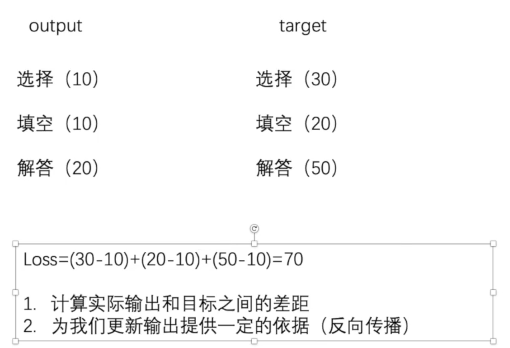 output target
选择（10） 选择（30）
填空（10） 填空（20）
解答（20） 解答（50）
Loss=(30-10)+(20-10)+(50-10)=70
1. 计算实际输出和目标之间的差距
2. 为我们更新输出提供一定的依据（反向传播）